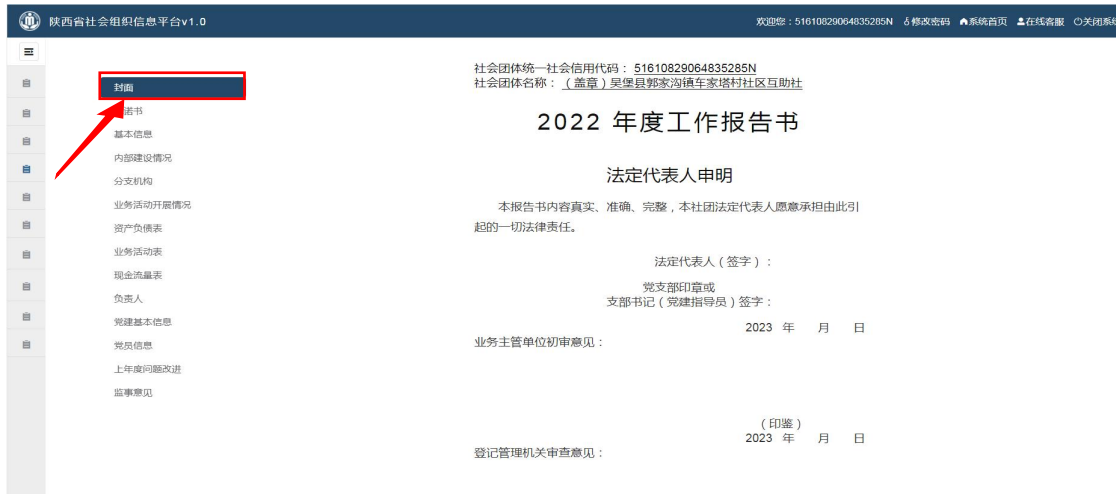 陕西省社会组织信息平台v1.0
欢迎您：51610829064835285N 修改密码 系统首页 在线客服 关闭系统
封面
诺书
基本信息
内部建设情况
分支机构
业务活动开展情况
资产负债表
业务活动表
现金流量表
负责人
党建基本信息
党员信息
上年度问题改进
监事意见
社会团体统一社会信用代码： 51610829064835285N
社会团体名称： （盖章）吴堡县郭家沟镇车家塔村社区互助社
2022 年度工作报告书
法定代表人申明
本报告书内容真实、准确、完整，本社团法定代表人愿意承担由此引
起的一切法律责任。
法定代表人（签字）：
党支部印章或
支部书记（党建指导员）签字：
2023 年 月 日
业务主管单位初审意见：
（印鉴）
2023 年 月 日
登记管理机关审查意见：